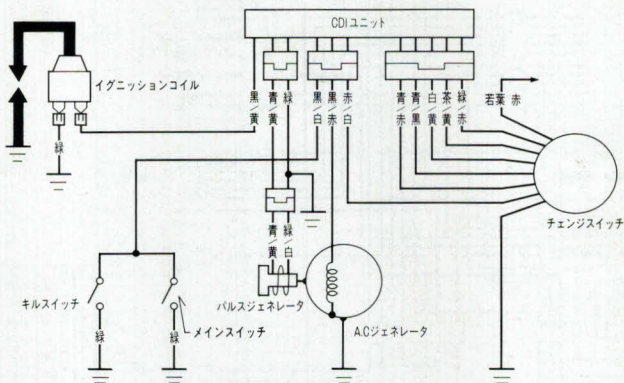 CDIユニット
イグニッションコイル
黒/黄
青/黄
緑
黒/白
黒/赤
赤/白
青/赤
青/黒
白/黄
茶/黄
緑/赤
若葉/赤
緑
チェンジスイッチ
青/黄
緑/白
パルスジェネレータ
A.Cジェネレータ
キルスイッチ
メインスイッチ
緑
緑